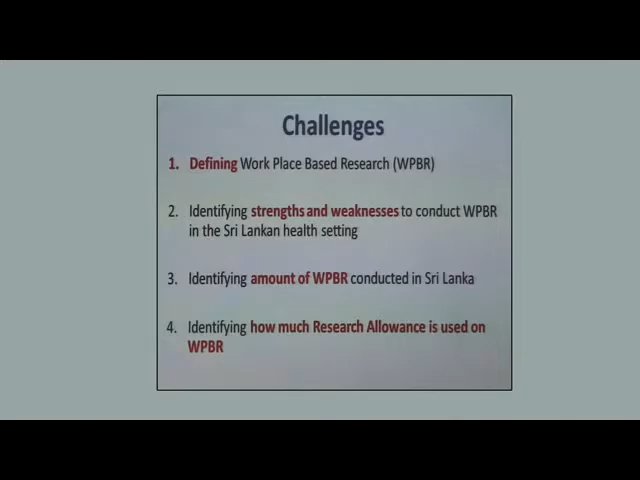 Challenges
1. Defining Work Place Based Research (WPBR)
2. Identifying strengths and weaknesses to conduct WPBR
in the Sri Lankan health setting
3. Identifying amount of WPBR conducted in Sri Lanka
4. Identifying how much Research Allowance is used on
WPBR